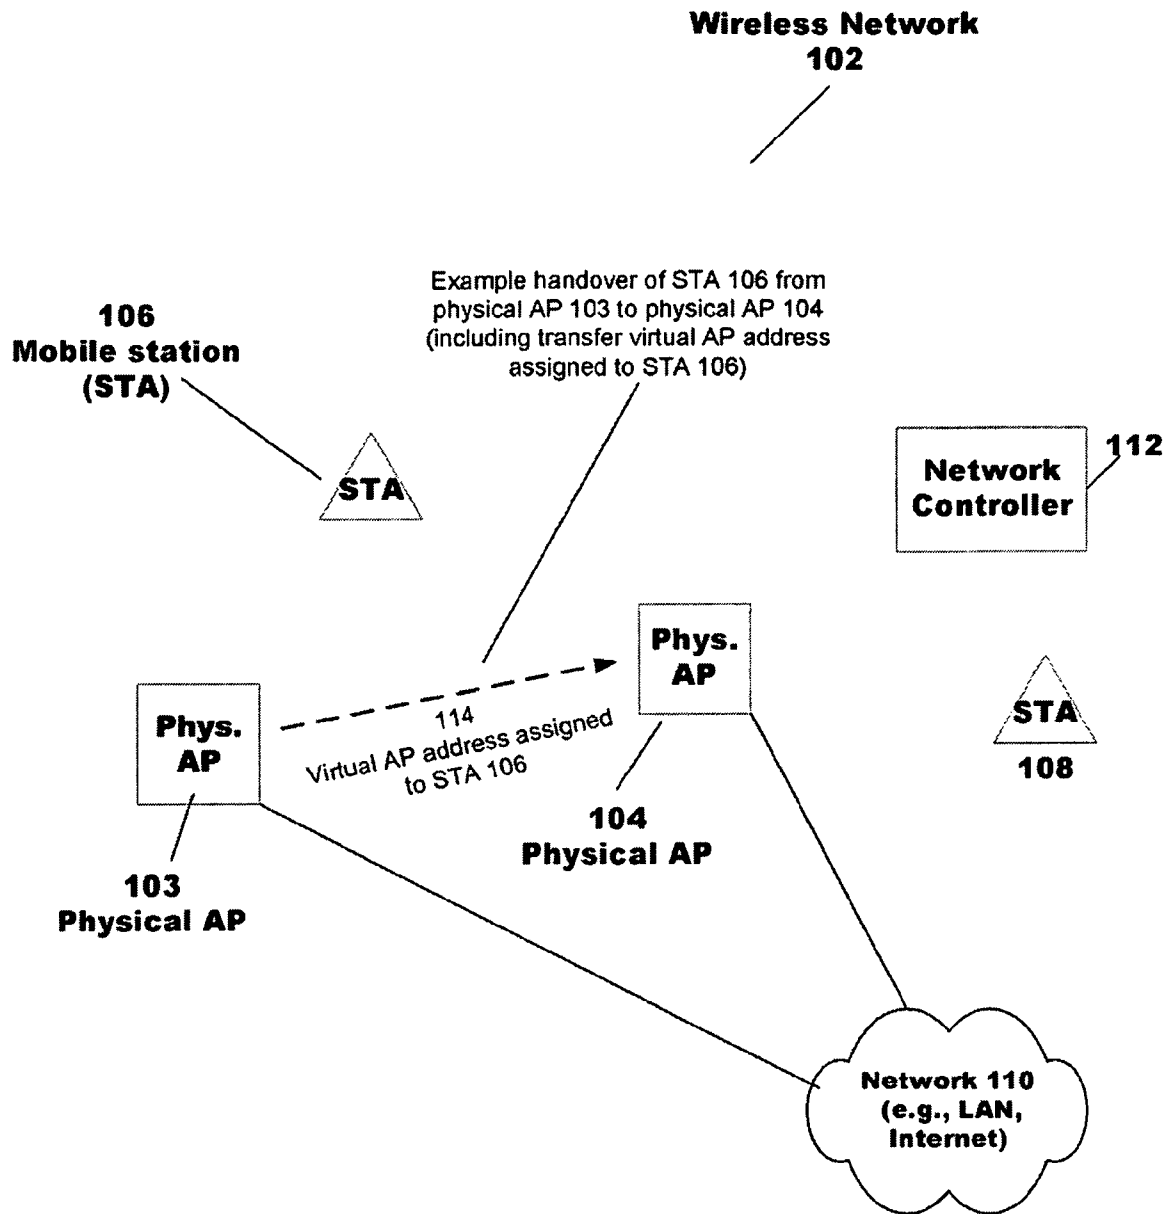 Wireless Network
102
Example handover of STA 106 from
physical AP 103 to physical AP 104
(including transfer virtual AP address
assigned to STA 106)
106
Mobile station
(STA)
STA
112
Network
Controller
Phys.
AP
Phys.
AP
114
Virtual AP address assigned
to STA 106
STA
108
104
Physical AP
103
Physical AP
Network 110
(e.g., LAN,
Internet)